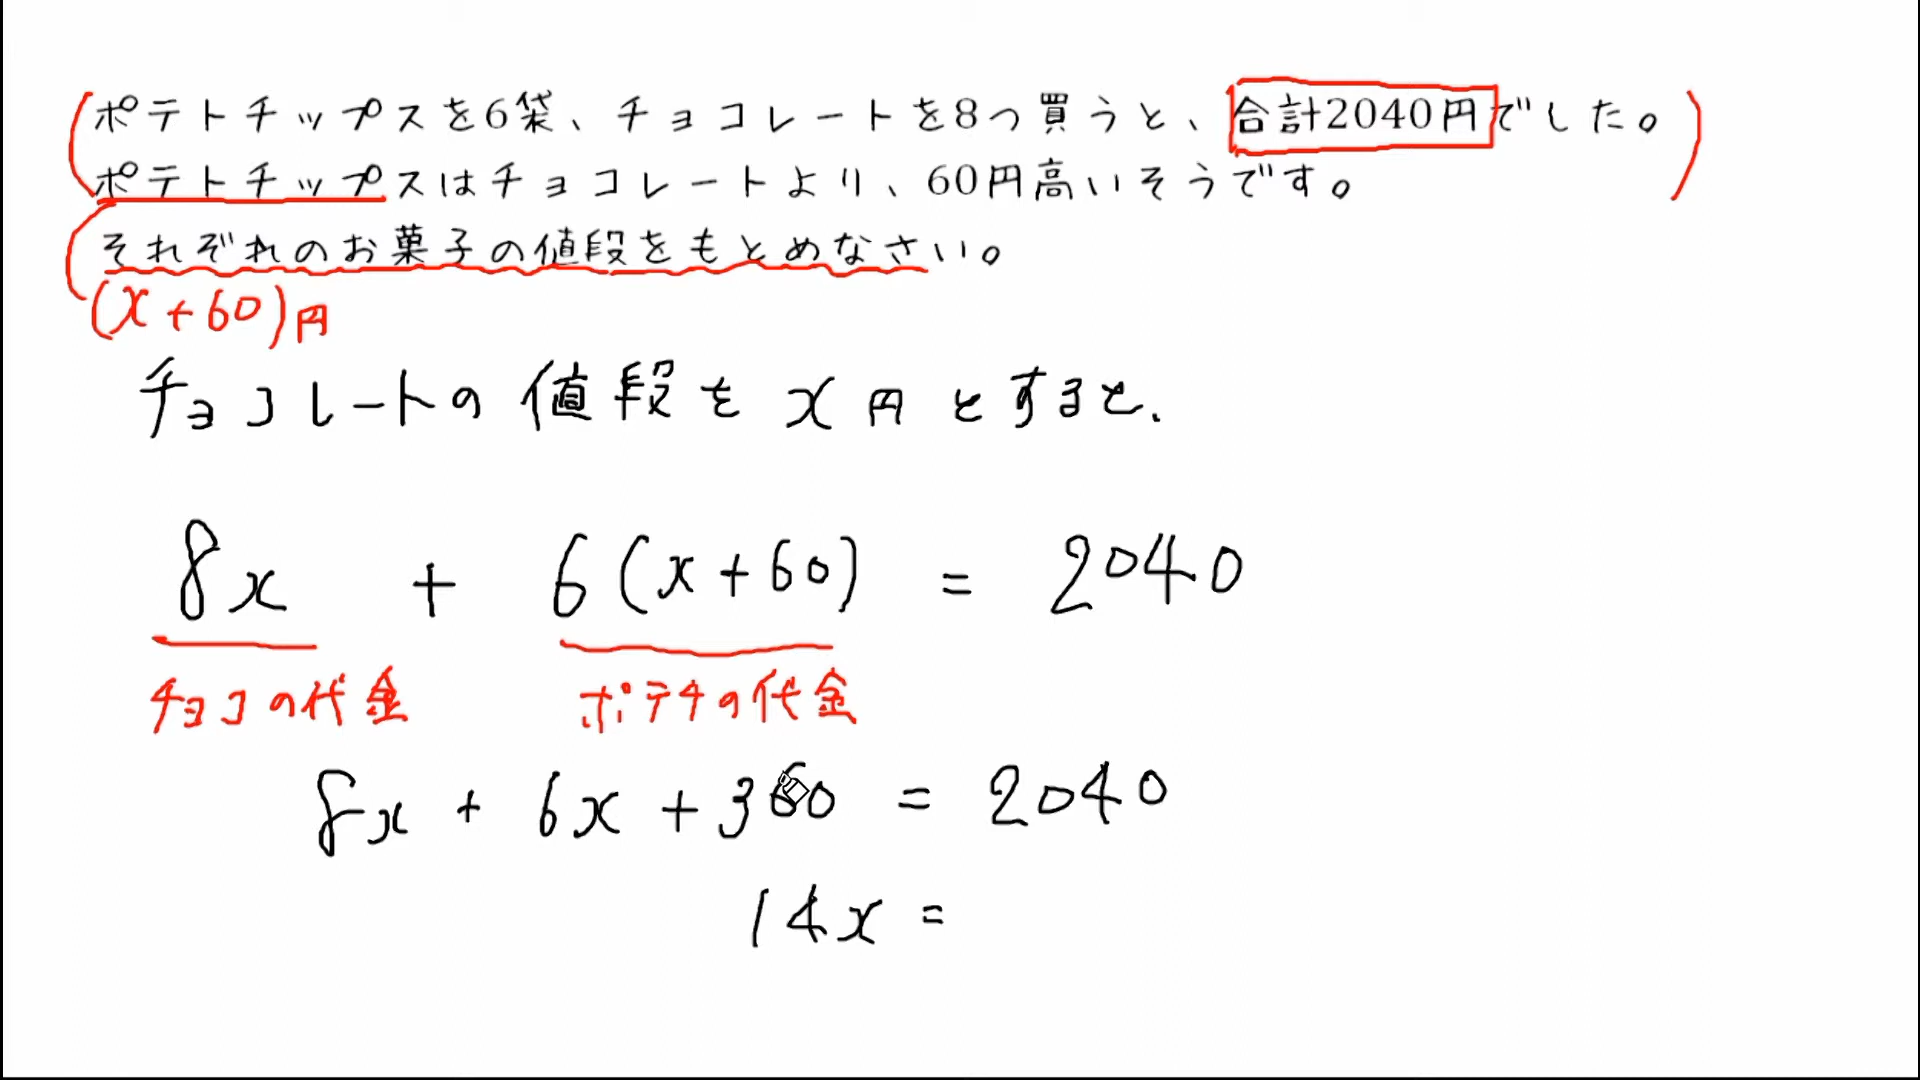 ポテトチップスを6袋、チョコレートを8つ買うと、合計2040円でした。
ポテトチップスはチョコレートより、60円高いそうです。
それぞれのお菓子の値段をもとめなさい。
(x+60)円
チョコレートの値段を x円とすると、
8x + 6(x+60) = 2040
チョコの代金 ポテチの代金
8x + 6x + 360 = 2040
14x =